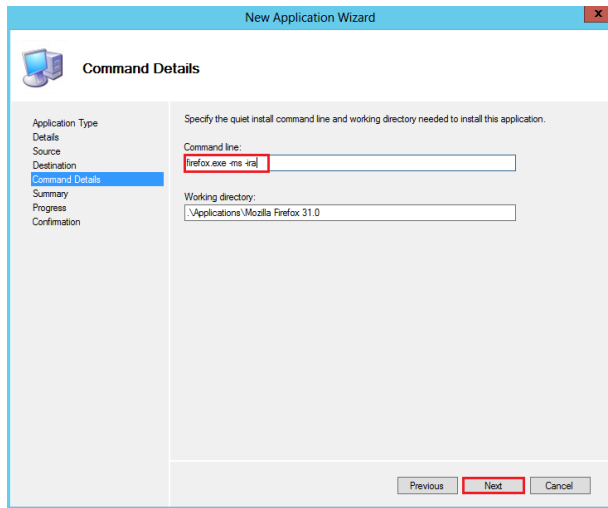 New Application Wizard
x
Command Details
Application Type
Details
Source
Destination
Command Details
Summary
Progress
Confirmation
Specify the quiet install command line and working directory needed to install this application.
Command line:
firefox.exe -ms -ira
Working directory:
.\Applications\Mozilla Firefox 31.0
Previous
Next
Cancel